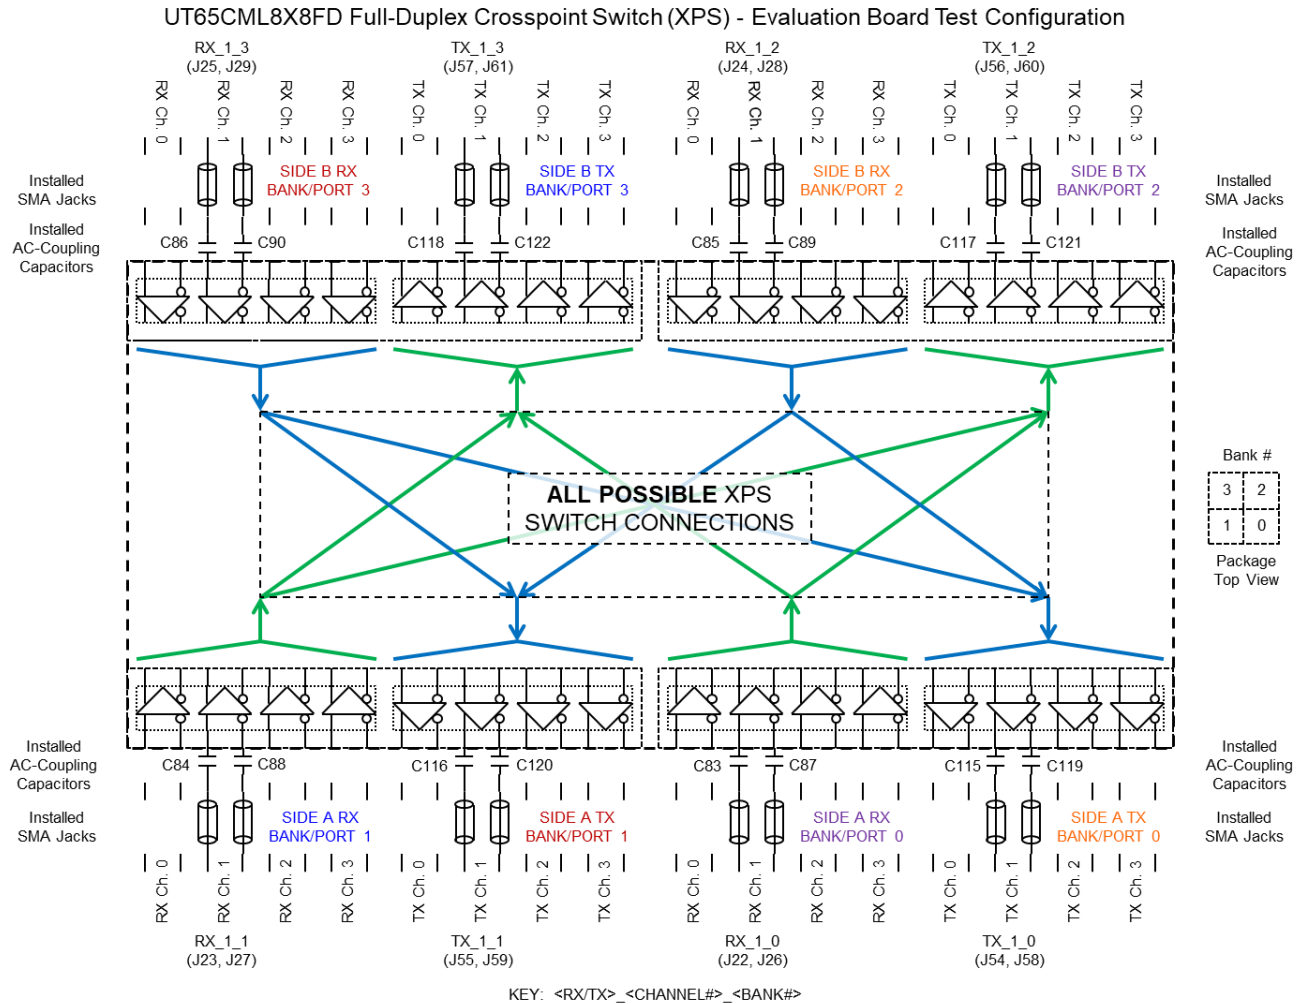 UT65CML8X8FD Full-Duplex Crosspoint Switch (XPS) - Evaluation Board Test Configuration
RX_1_3
(J25, J29)
TX_1_3
(J57, J61)
RX_1_2
(J24, J28)
TX_1_2
(J56, J60)
RX Ch. 0
RX Ch. 1
RX Ch. 2
RX Ch. 3
TX Ch. 0
TX Ch. 1
TX Ch. 2
TX Ch. 3
RX Ch. 0
RX Ch. 1
RX Ch. 2
RX Ch. 3
TX Ch. 0
TX Ch. 1
TX Ch. 2
TX Ch. 3
Installed
SMA Jacks
SIDE B RX
BANK/PORT 3
SIDE B TX
BANK/PORT 3
SIDE B RX
BANK/PORT 2
SIDE B TX
BANK/PORT 2
Installed
SMA Jacks
Installed
AC-Coupling
Capacitors
C86
C90
C118
C122
C85
C89
C117
C121
Installed
AC-Coupling
Capacitors
ALL POSSIBLE XPS
SWITCH CONNECTIONS
Bank #
3 2
1 0
Package
Top View
Installed
AC-Coupling
Capacitors
C84
C88
C116
C120
C83
C87
C115
C119
Installed
AC-Coupling
Capacitors
Installed
SMA Jacks
SIDE A RX
BANK/PORT 1
SIDE A TX
BANK/PORT 1
SIDE A RX
BANK/PORT 0
SIDE A TX
BANK/PORT 0
Installed
SMA Jacks
RX Ch. 0
RX Ch. 1
RX Ch. 2
RX Ch. 3
TX Ch. 0
TX Ch. 1
TX Ch. 2
TX Ch. 3
RX Ch. 0
RX Ch. 1
RX Ch. 2
RX Ch. 3
TX Ch. 0
TX Ch. 1
TX Ch. 2
TX Ch. 3
RX_1_1
(J23, J27)
TX_1_1
(J55, J59)
RX_1_0
(J22, J26)
TX_1_0
(J54, J58)
KEY: <RX/TX>_<CHANNEL#>_<BANK#>